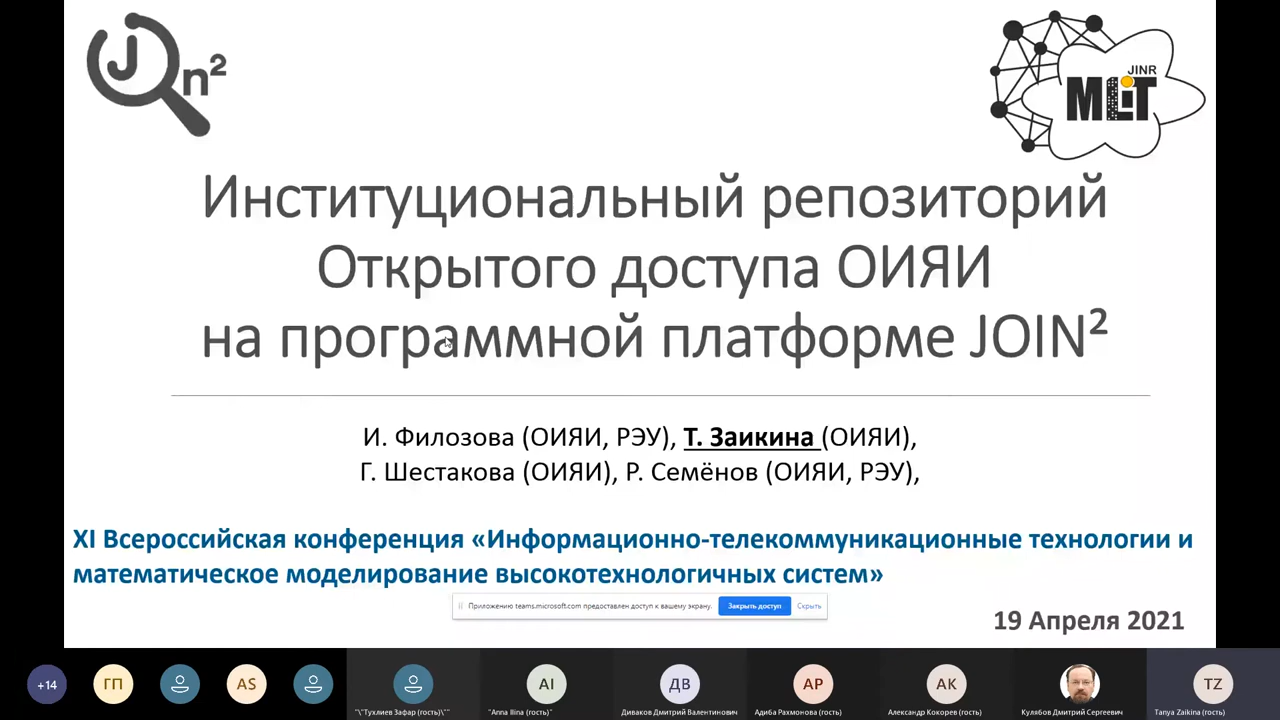 Jn²
JINR
MLIT
Институциональный репозиторий
Открытого доступа ОИЯИ
на программной платформе JOIN²
И. Филозова (ОИЯИ, РЭУ), Т. Заикина (ОИЯИ),
Г. Шестакова (ОИЯИ), Р. Семёнов (ОИЯИ, РЭУ),
XI Всероссийская конференция «Информационно-телекоммуникационные технологии и
математическое моделирование высокотехнологичных систем»
Приложению teams.microsoft.com предоставлен доступ к вашему экрану. Закрыть доступ Скрыть
19 Апреля 2021
+14 ГП AS AI ДВ АР АК TZ
"\"Тухлиев Зафар (гость)\"" "Anna Ilina (гость)" Диваков Дмитрий Валентинович Адиба Рахмонова (гость) Александр Кокорев (гость) Кулябов Дмитрий Сергеевич Tanya Zaikina (гость)